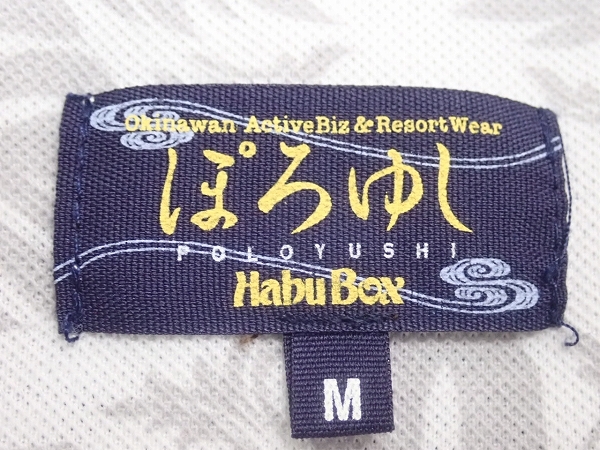 Okinawan ActiveBiz & ResortWear
ぽろゆし
POLOYUSHI
HabuBox
M